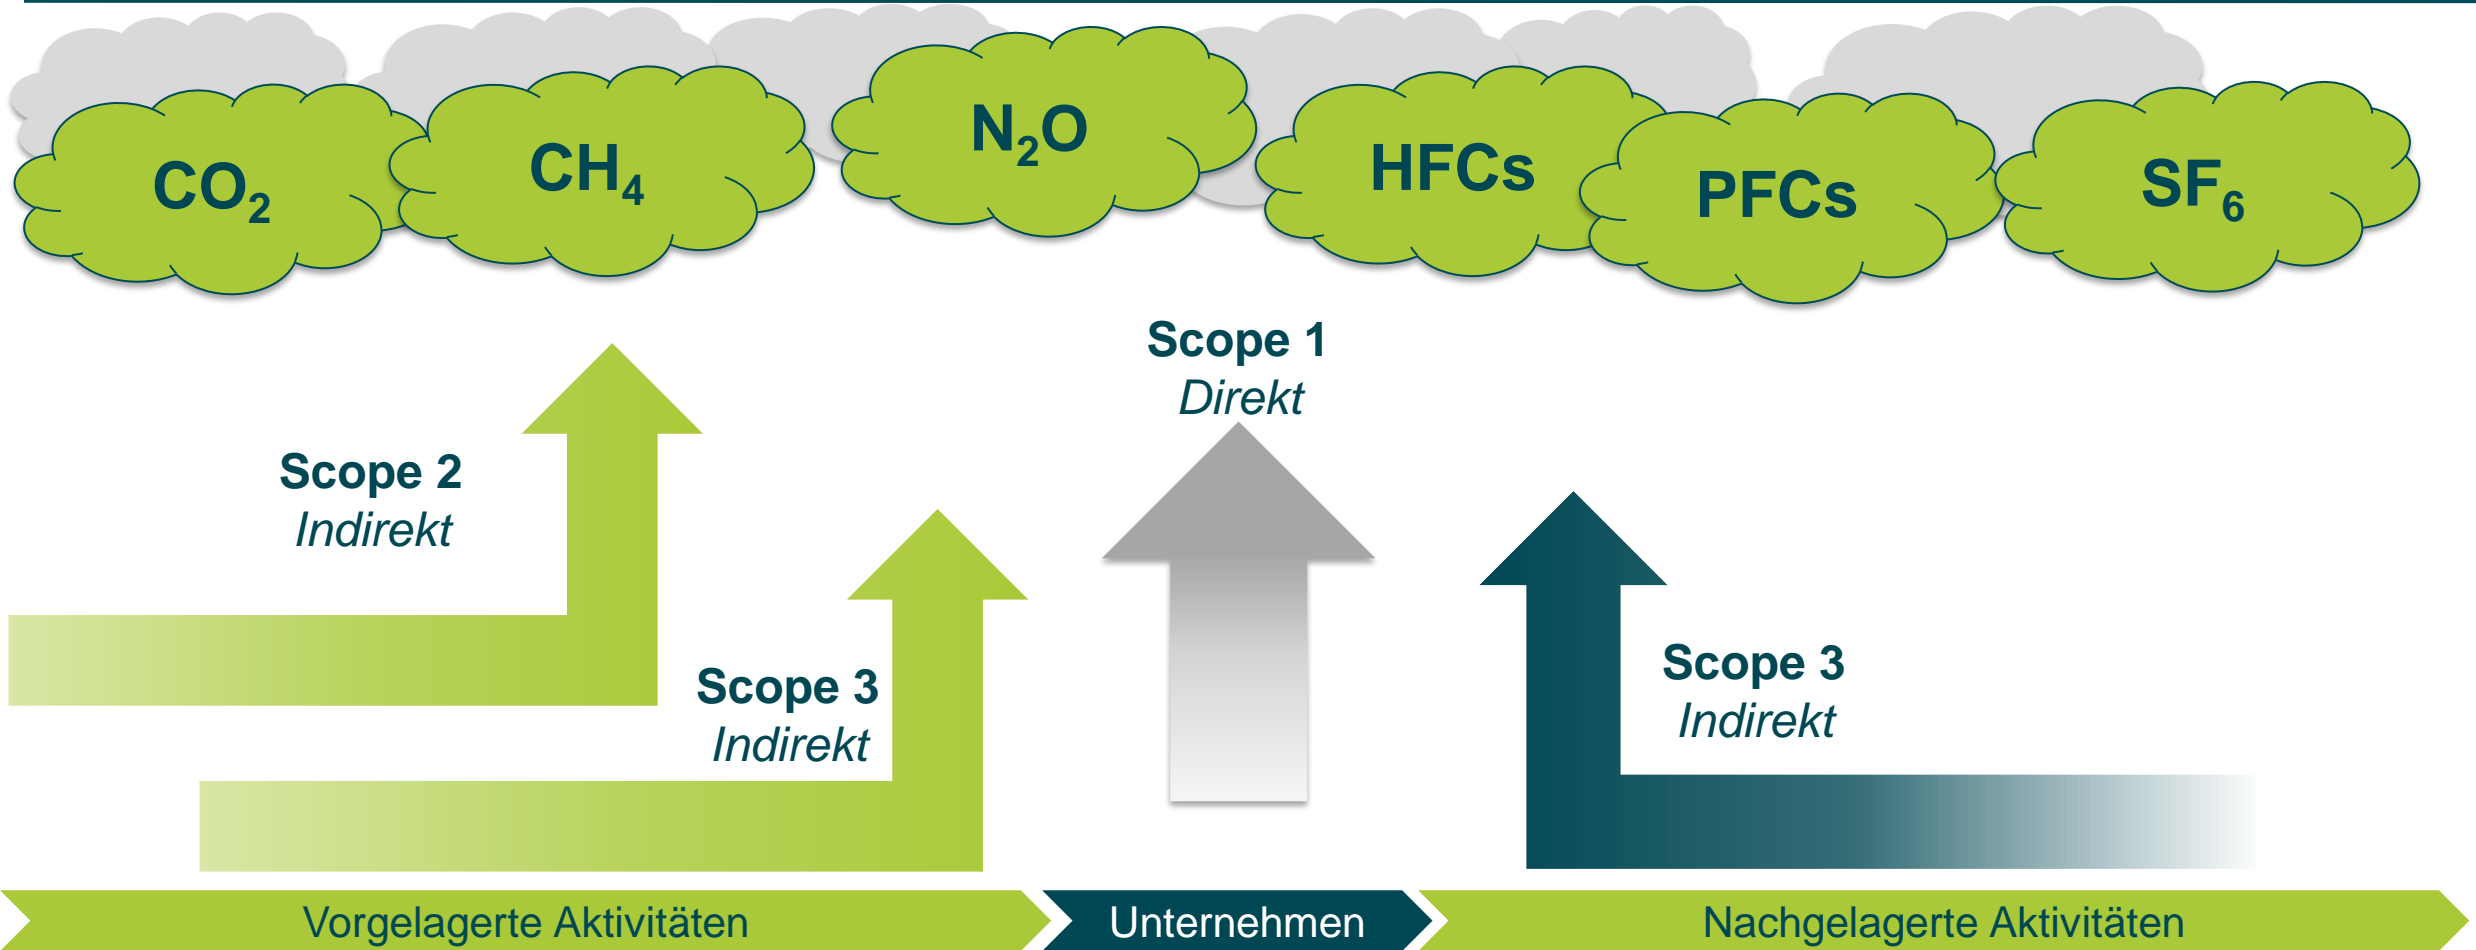 CO₂
CH₄
N₂O
HFCs
PFCs
SF₆
Scope 1
Direkt
Scope 2
Indirekt
Scope 3
Indirekt
Scope 3
Indirekt
Vorgelagerte Aktivitäten
Unternehmen
Nachgelagerte Aktivitäten